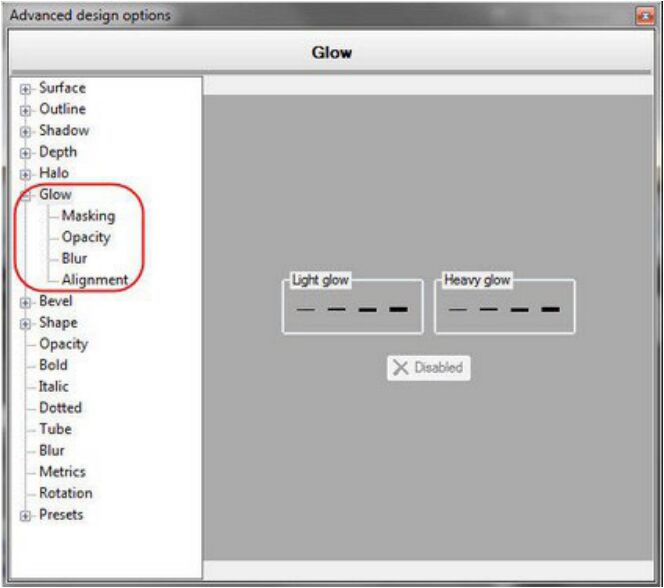 Advanced design options
Glow
Surface
Outline
Shadow
Depth
Halo
Glow
Masking
Opacity
Blur
Alignment
Bevel
Shape
Opacity
Bold
Italic
Dotted
Tube
Blur
Metrics
Rotation
Presets
Light glow
Heavy glow
Disabled